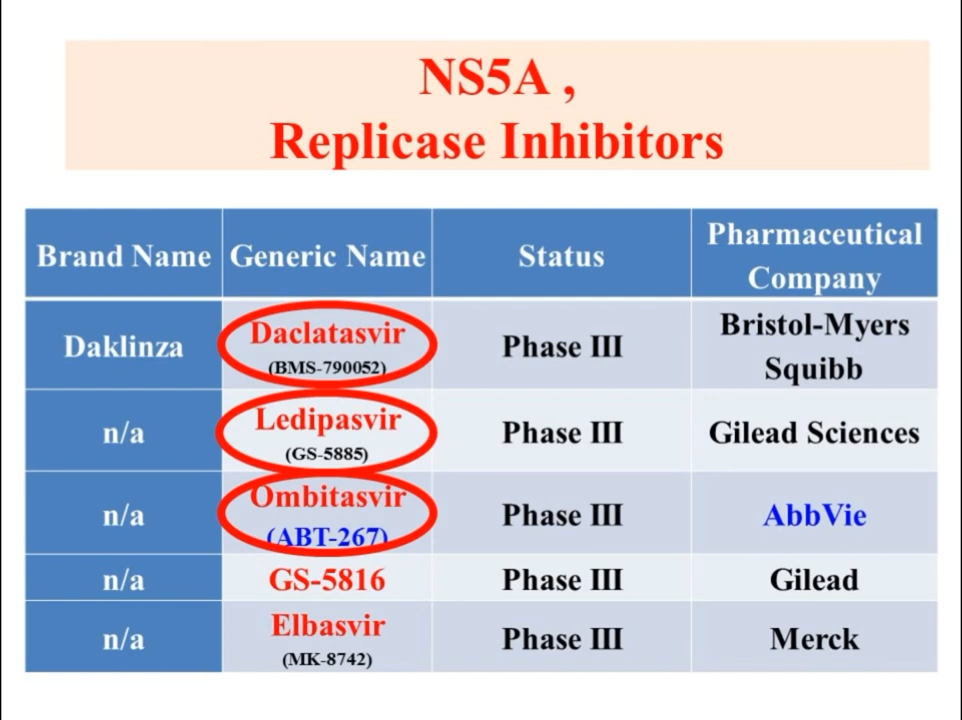 NS5A ,
Replicase Inhibitors
Brand Name Generic Name Status Pharmaceutical Company
Daklinza Daclatasvir (BMS-790052) Phase III Bristol-Myers Squibb
n/a Ledipasvir (GS-5885) Phase III Gilead Sciences
n/a Ombitasvir (ABT-267) Phase III AbbVie
n/a GS-5816 Phase III Gilead
n/a Elbasvir (MK-8742) Phase III Merck